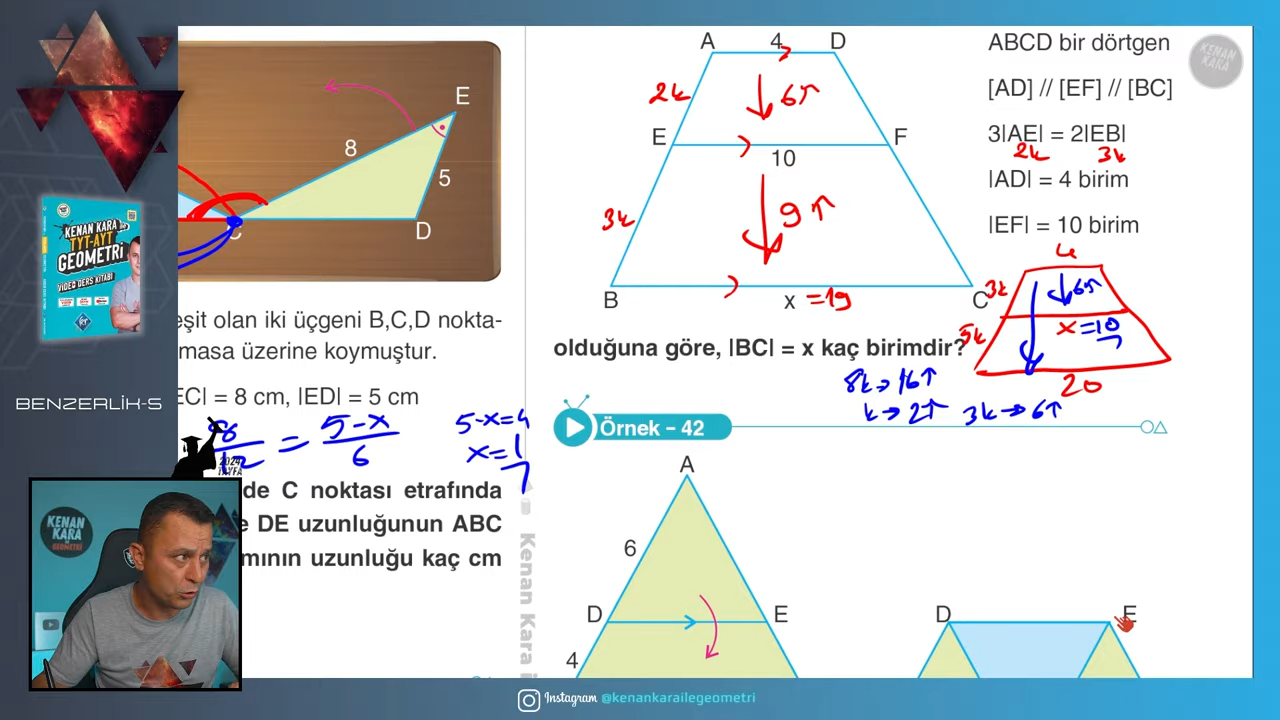 KENAN KARA
KENAN KARA ile
TYT-AYT
GEOMETRİ
VİDEO DERS KİTABI
BENZERLİK-5
E
8
5
C
D
eşit olan iki üçgeni B,C,D nokta-
masa üzerine koymuştur.
EC| = 8 cm, |ED| = 5 cm
8/12 = 5-x/6
5-x=4
x=1
de C noktası etrafında
e DE uzunluğunun ABC
mının uzunluğu kaç cm
Kenan Kara
A 4 D
2k 6↑
E F
10
3k 9↑
B x =19 C
ABCD bir dörtgen
[AD] // [EF] // [BC]
3|AE| = 2|EB|
2k 3k
|AD| = 4 birim
|EF| = 10 birim
4
3k 6↑
5k x=10
20
olduğuna göre, |BC| = x kaç birimdir?
8k→16↑
k→2↑ 3k→6↑
Örnek – 42
A
6
D E
4
D E
KENAN KARA
ile
GEOMETRİ
Instagram @kenankarailegeometri